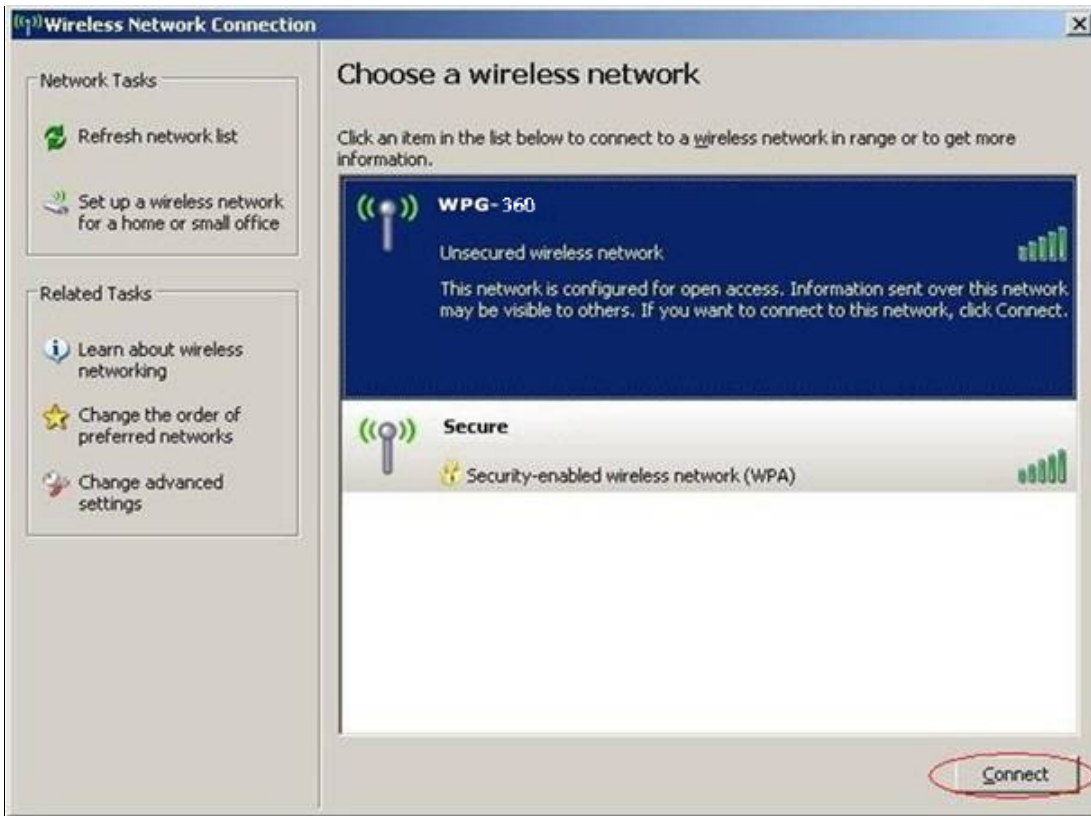 Wireless Network Connection
Network Tasks
Refresh network list
Set up a wireless network
for a home or small office
Related Tasks
Learn about wireless
networking
Change the order of
preferred networks
Change advanced
settings
Choose a wireless network
Click an item in the list below to connect to a wireless network in range or to get more
information.
WPG-360
Unsecured wireless network
This network is configured for open access. Information sent over this network
may be visible to others. If you want to connect to this network, click Connect.
Secure
Security-enabled wireless network (WPA)
Connect